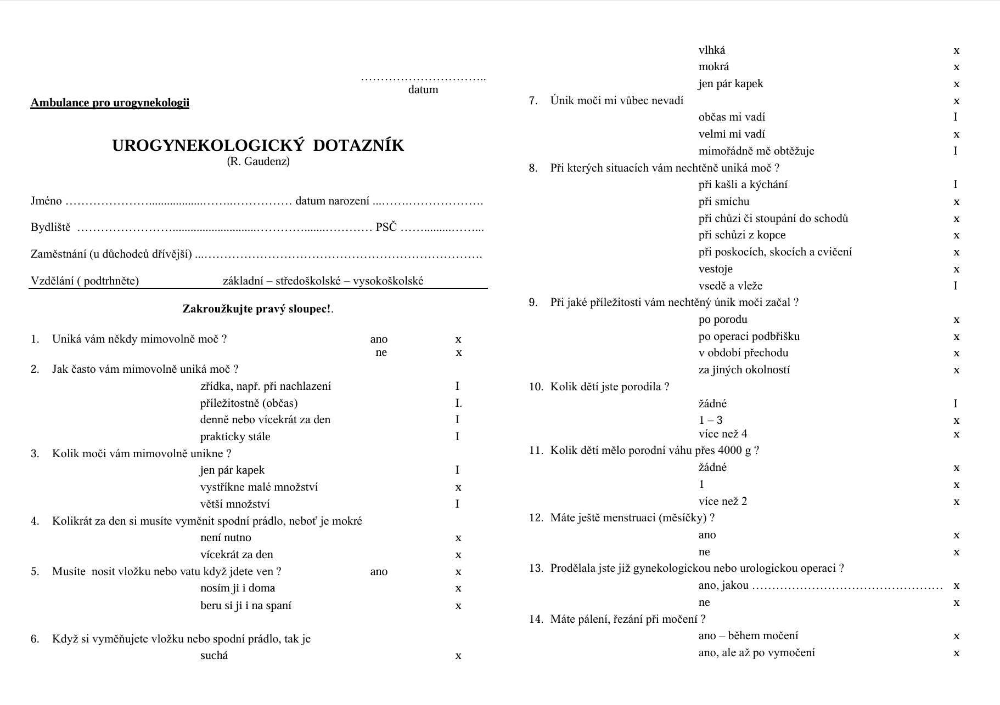 …………………………..
datum
Ambulance pro urogynekologii
UROGYNEKOLOGICKÝ DOTAZNÍK
(R. Gaudenz)
Jméno …………………..................……..…………… datum narození ...…….……………….
Bydliště ……………………...........................…………….......………… PSČ ……..........……...
Zaměstnání (u důchodců dřívější) ...…………………………………………………………….
Vzdělání ( podtrhněte) základní – středoškolské – vysokoškolské
Zakroužkujte pravý sloupec!.
1. Uniká vám někdy mimovolně moč ? ano x
ne x
2. Jak často vám mimovolně uniká moč ?
zřídka, např. při nachlazení I
příležitostně (občas) I.
denně nebo vícekrát za den I
prakticky stále I
3. Kolik moči vám mimovolně unikne ?
jen pár kapek I
vystříkne malé množství x
větší množství I
4. Kolikrát za den si musíte vyměnit spodní prádlo, neboť je mokré
není nutno x
vícekrát za den x
5. Musíte nosit vložku nebo vatu když jdete ven ? ano x
nosím ji i doma x
beru si ji i na spaní x
6. Když si vyměňujete vložku nebo spodní prádlo, tak je
suchá x
vlhká x
mokrá x
jen pár kapek x
7. Únik moči mi vůbec nevadí x
občas mi vadí I
velmi mi vadí x
mimořádně mě obtěžuje I
8. Při kterých situacích vám nechtěně uniká moč ?
při kašli a kýchání I
při smíchu x
při chůzi či stoupání do schodů x
při schůzi z kopce x
při poskocích, skocích a cvičení x
vestoje x
vsedě a vleže I
9. Při jaké příležitosti vám nechtěný únik moči začal ?
po porodu x
po operaci podbřišku x
v období přechodu x
za jiných okolností x
10. Kolik dětí jste porodila ?
žádné I
1 – 3 x
více než 4 x
11. Kolik dětí mělo porodní váhu přes 4000 g ?
žádné x
1 x
více než 2 x
12. Máte ještě menstruaci (měsíčky) ?
ano x
ne x
13. Prodělala jste již gynekologickou nebo urologickou operaci ?
ano, jakou ………………………………………… x
ne x
14. Máte pálení, řezání při močení ?
ano – během močení x
ano, ale až po vymočení x